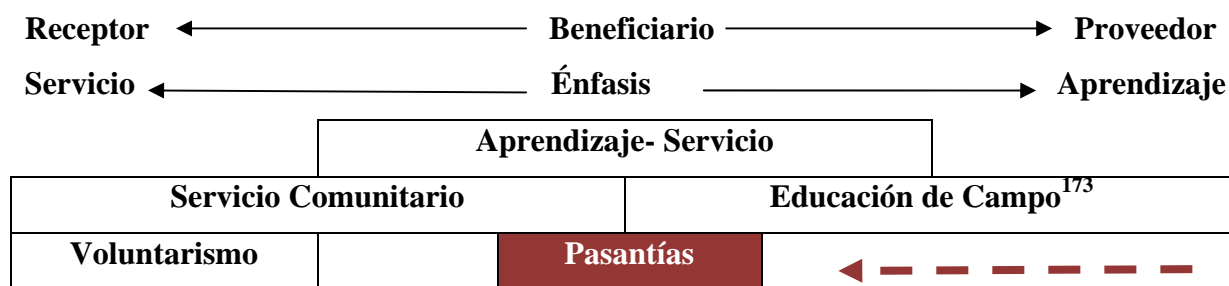 Receptor Beneficiario Proveedor
Servicio Énfasis Aprendizaje
Aprendizaje- Servicio
Servicio Comunitario Educación de Campo173
Voluntarismo Pasantías